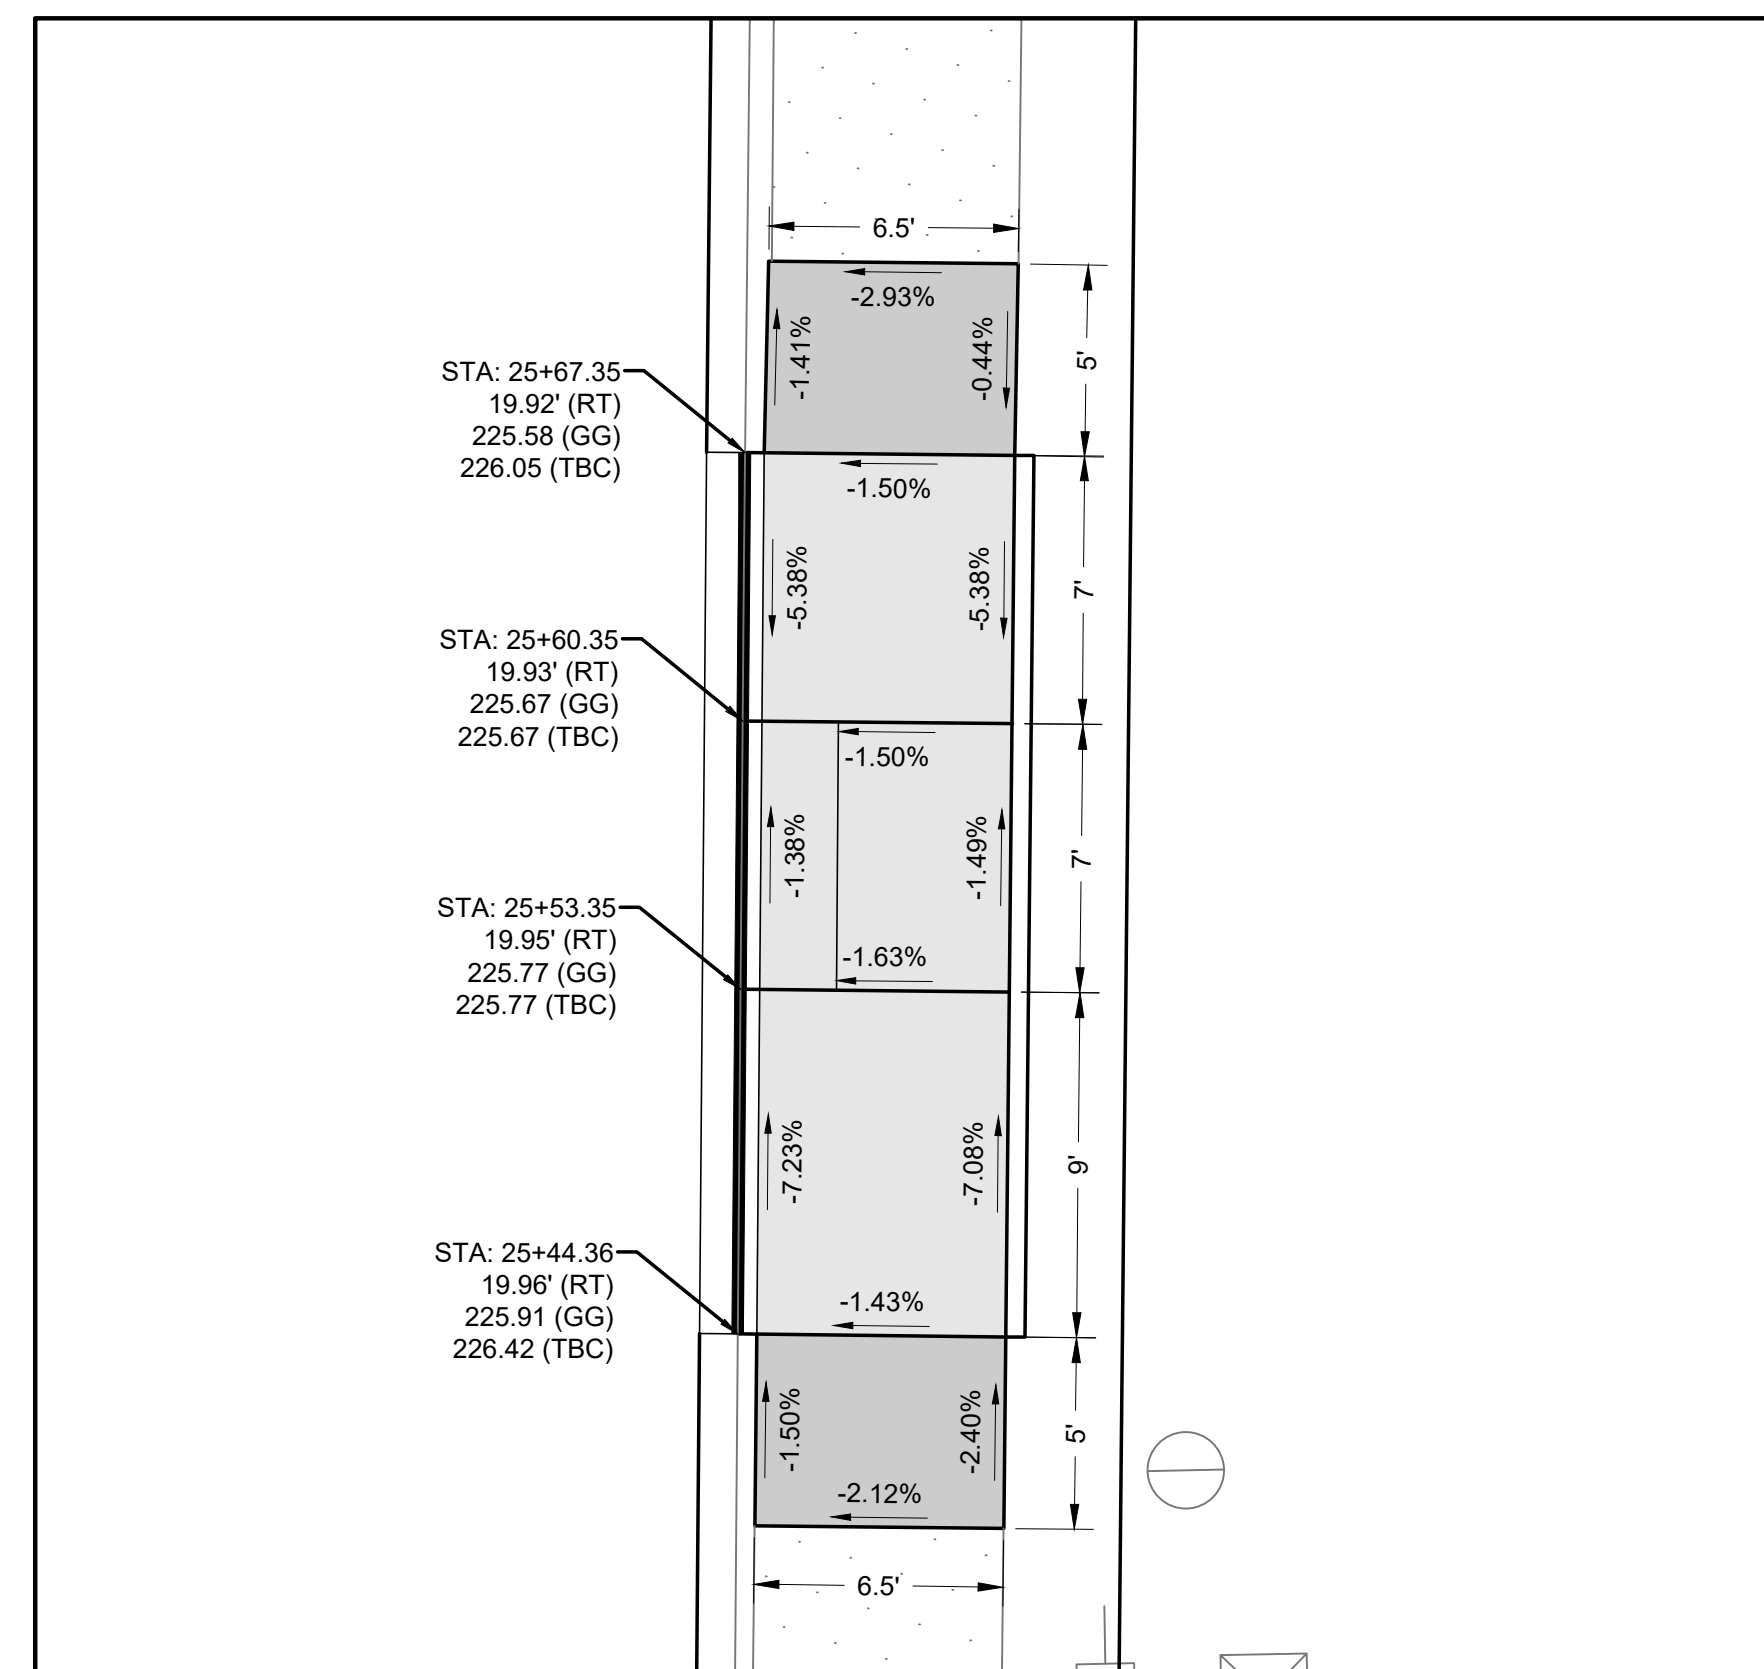 6.5'
-2.93%
-1.41%
-0.44%
5'
STA: 25+67.35
19.92' (RT)
225.58 (GG)
226.05 (TBC)
-1.50%
-5.38%
-5.38%
7'
STA: 25+60.35
19.93' (RT)
225.67 (GG)
225.67 (TBC)
-1.50%
-1.38%
-1.49%
7'
-1.63%
STA: 25+53.35
19.95' (RT)
225.77 (GG)
225.77 (TBC)
-7.23%
-7.08%
9'
STA: 25+44.36
19.96' (RT)
225.91 (GG)
226.42 (TBC)
-1.43%
-1.50%
-2.40%
5'
-2.12%
6.5'